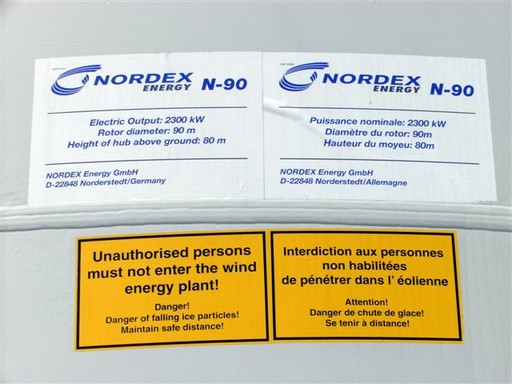 NORDEX
ENERGY N-90
Electric Output: 2300 kW
Rotor diameter: 90 m
Height of hub above ground: 80 m
NORDEX Energy GmbH
D-22848 Norderstedt/Germany
NORDEX
ENERGY N-90
Puissance nominale: 2300 kW
Diamètre du rotor: 90m
Hauteur du moyeu: 80m
NORDEX Energy GmbH
D-22848 Norderstedt/Allemagne
Unauthorised persons
must not enter the wind
energy plant!
Danger!
Danger of falling ice particles!
Maintain safe distance!
Interdiction aux personnes
non habilitées
de pénétrer dans l' éolienne
Attention!
Danger de chute de glace!
Se tenir à distance!